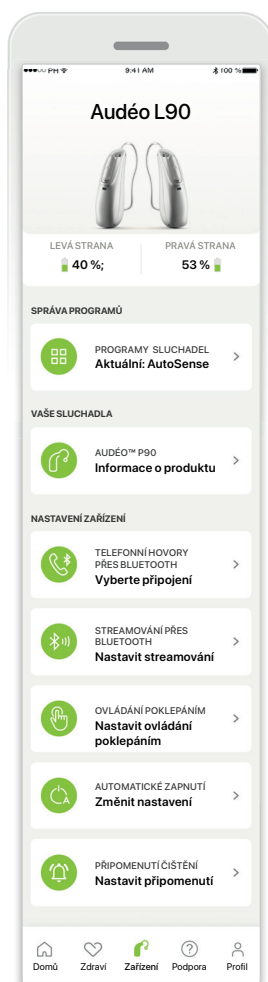 PH 9:41 AM 100 %
Audéo L90
LEVÁ STRANA PRAVÁ STRANA
40 %; 53 %
SPRÁVA PROGRAMŮ
PROGRAMY SLUCHADEL
Aktuální: AutoSense
VAŠE SLUCHADLA
AUDÉO™ P90
Informace o produktu
NASTAVENÍ ZAŘÍZENÍ
TELEFONNÍ HOVORY
PŘES BLUETOOTH
Vyberte připojení
STREAMOVÁNÍ PŘES
BLUETOOTH
Nastavit streamování
OVLÁDÁNÍ POKLEPÁNÍM
Nastavit ovládání
poklepáním
AUTOMATICKÉ ZAPNUTÍ
Změnit nastavení
PŘIPOMENUTÍ ČIŠTĚNÍ
Nastavit připomenutí
Domů Zdraví Zařízení Podpora Profil